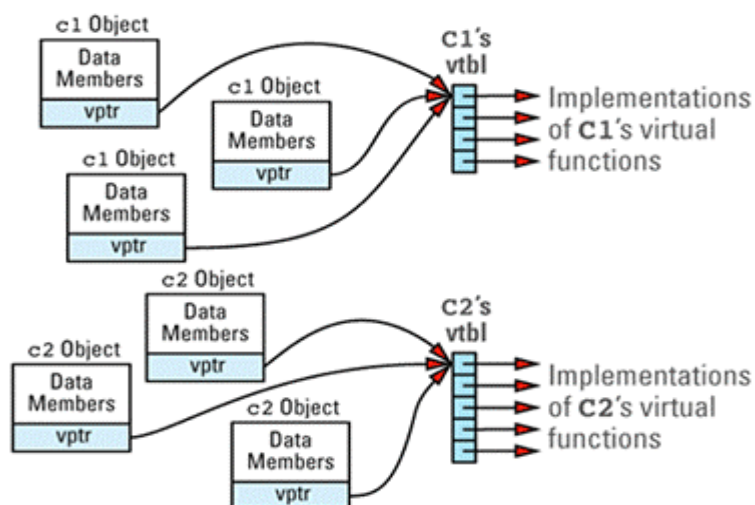 c1 Object
Data
Members
vptr
c1 Object
Data
Members
vptr
c1 Object
Data
Members
vptr
C1's
vtbl
Implementations
of C1's virtual
functions
c2 Object
Data
Members
vptr
c2 Object
Data
Members
vptr
c2 Object
Data
Members
vptr
C2's
vtbl
Implementations
of C2's virtual
functions